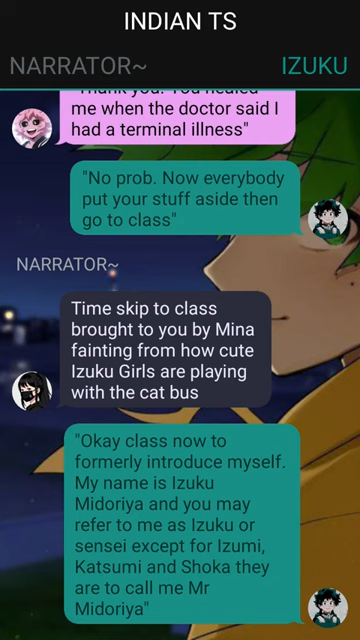 INDIAN TS
NARRATOR~ IZUKU
"Thank you! You healed
me when the doctor said I
had a terminal illness"
"No prob. Now everybody
put your stuff aside then
go to class"
NARRATOR~
Time skip to class
brought to you by Mina
fainting from how cute
Izuku Girls are playing
with the cat bus
"Okay class now to
formerly introduce myself.
My name is Izuku
Midoriya and you may
refer to me as Izuku or
sensei except for Izumi,
Katsumi and Shoka they
are to call me Mr
Midoriya"